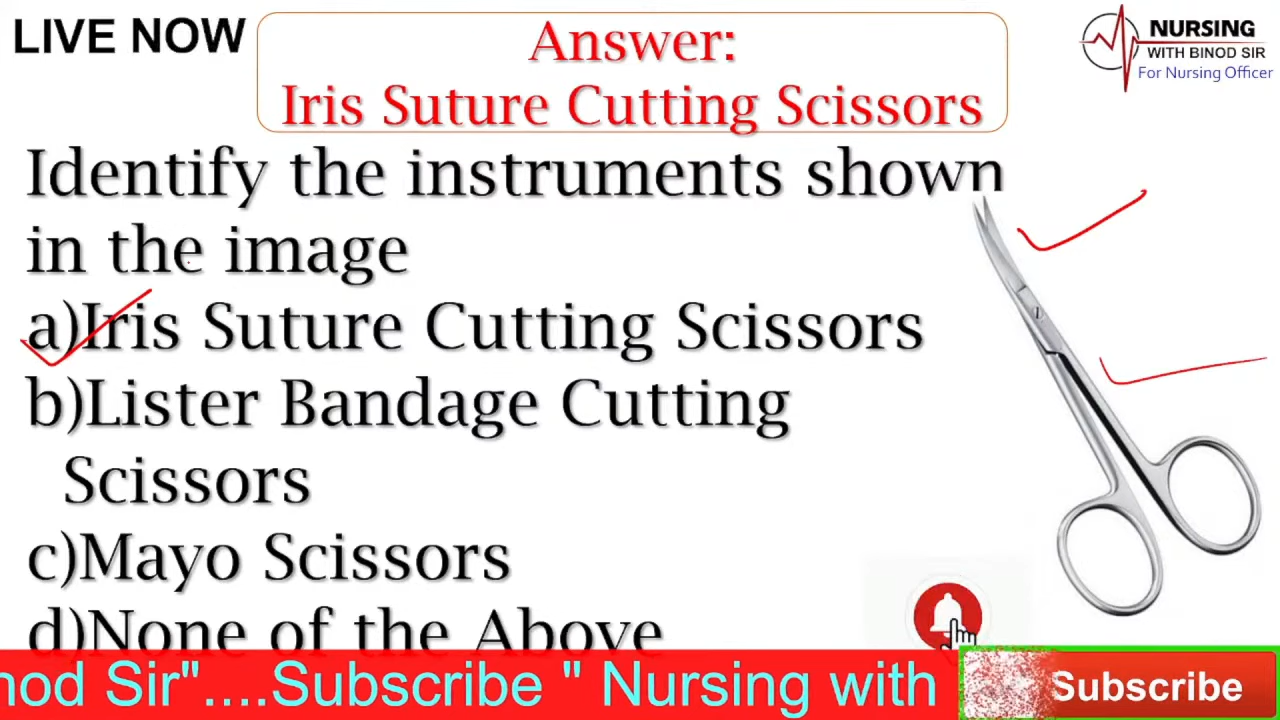 LIVE NOW
Answer:
Iris Suture Cutting Scissors
NURSING
WITH BINOD SIR
For Nursing Officer
Identify the instruments shown
in the image
a)Iris Suture Cutting Scissors
b)Lister Bandage Cutting
Scissors
c)Mayo Scissors
d)None of the Above
nod Sir"....Subscribe " Nursing with
Subscribe